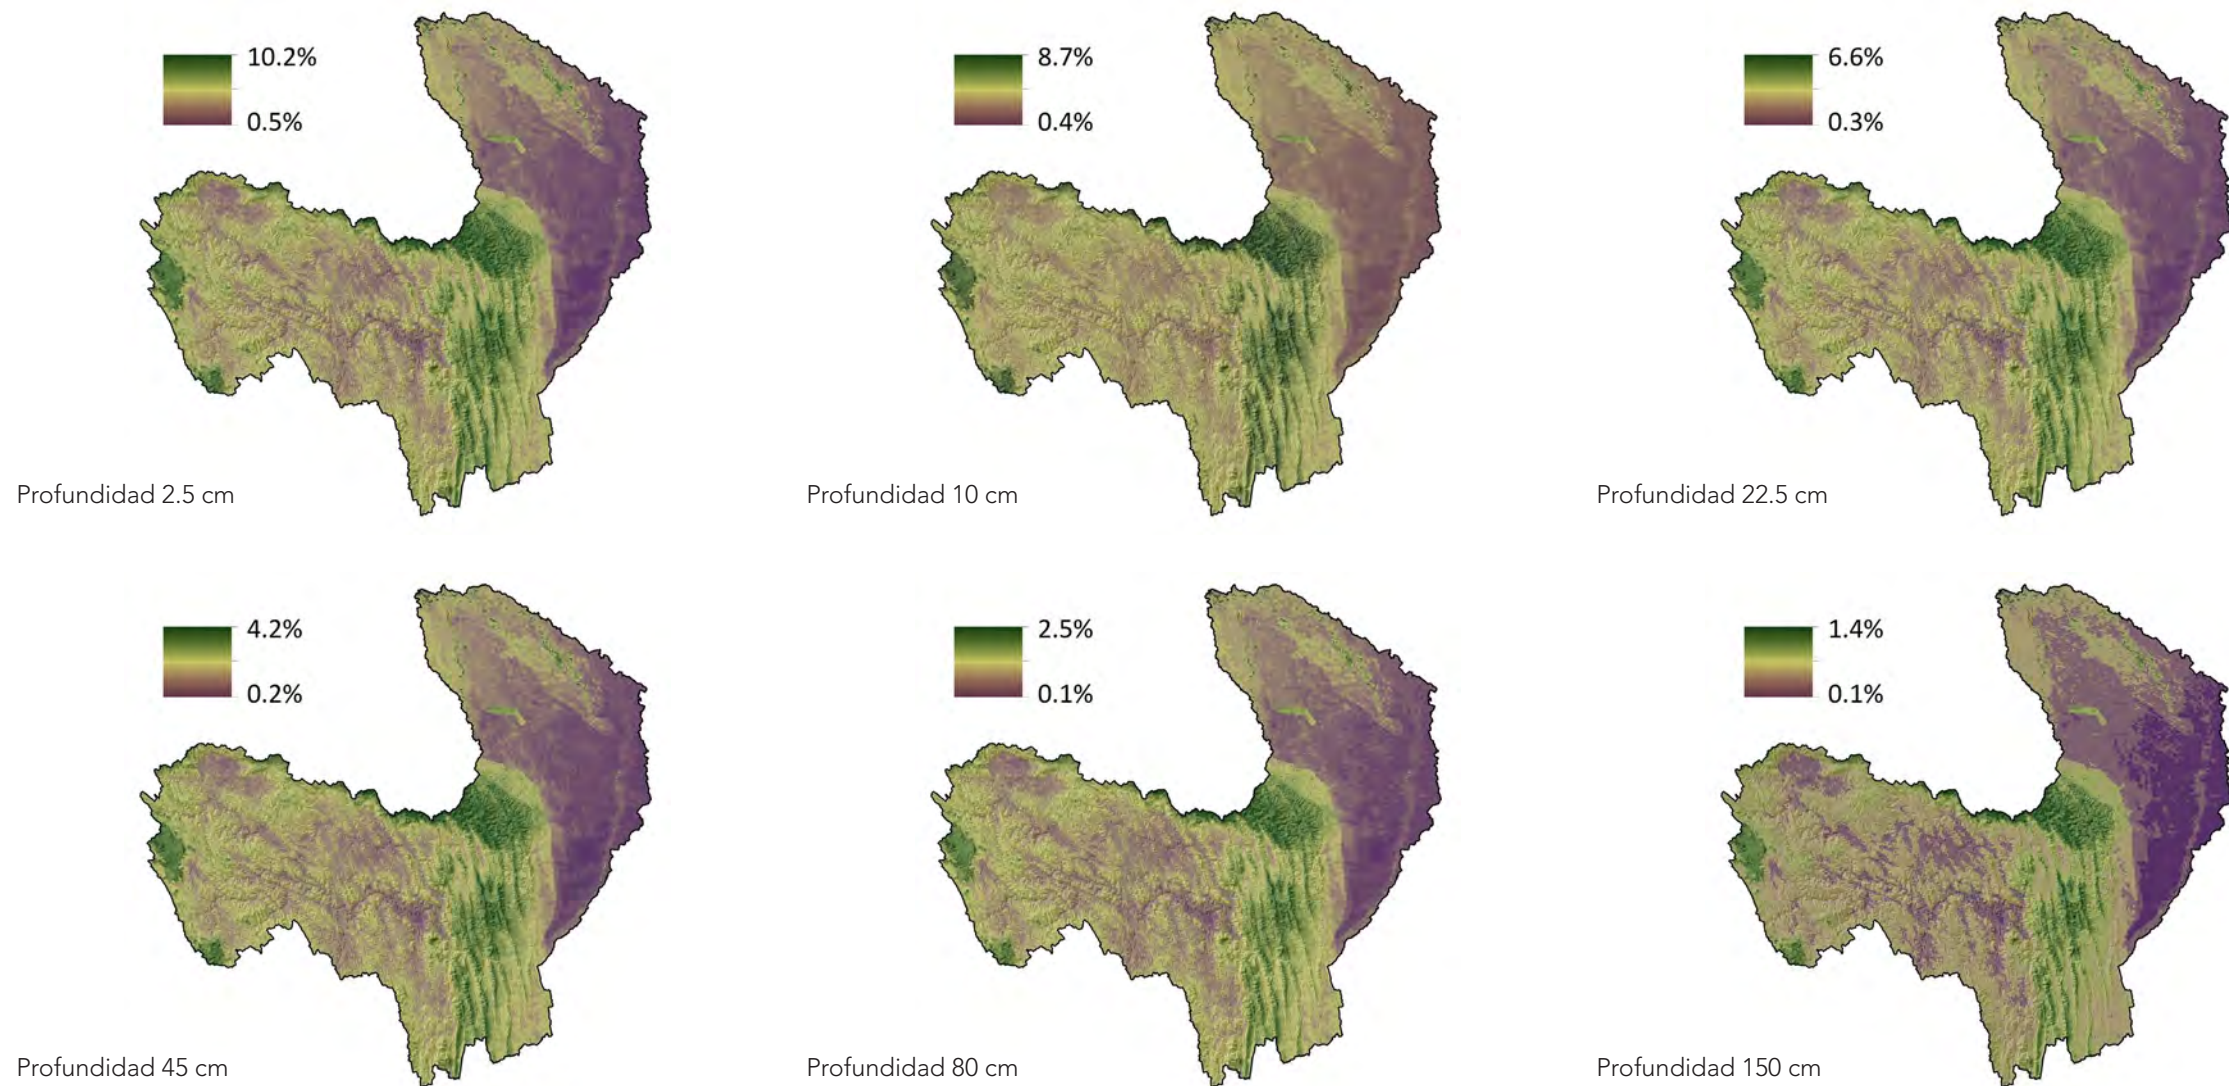 10.2%
0.5%
Profundidad 2.5 cm
8.7%
0.4%
Profundidad 10 cm
6.6%
0.3%
Profundidad 22.5 cm
4.2%
0.2%
Profundidad 45 cm
2.5%
0.1%
Profundidad 80 cm
1.4%
0.1%
Profundidad 150 cm